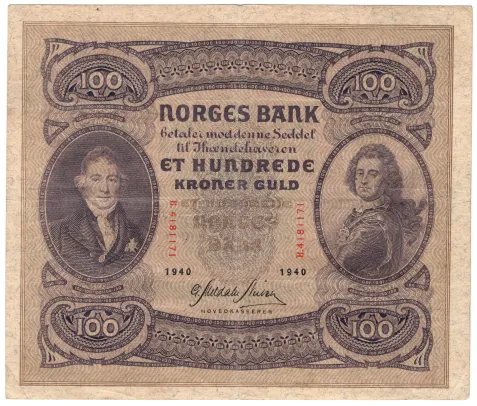 100 100
NORGES BANK
betaler mod denne Seddel
til Ihændehaveren
ET HUNDREDE
KRONER GULD
B.4181171 B.4181171
1940 1940
HOVEDKASSERER
100 100